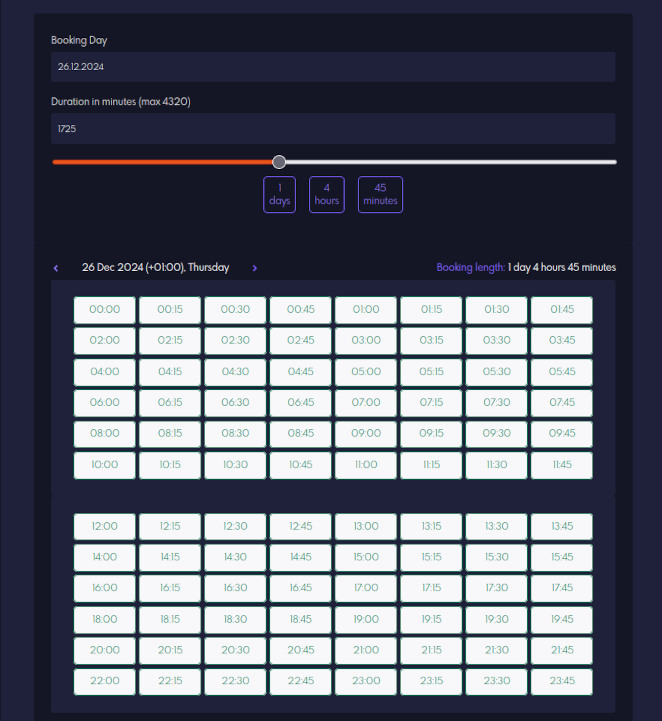 Booking Day
26.12.2024
Duration in minutes (max 4320)
1725
1 4 45
days hours minutes
‹ 26 Dec 2024 (+01:00), Thursday › Booking length: 1 day 4 hours 45 minutes
00:00 00:15 00:30 00:45 01:00 01:15 01:30 01:45
02:00 02:15 02:30 02:45 03:00 03:15 03:30 03:45
04:00 04:15 04:30 04:45 05:00 05:15 05:30 05:45
06:00 06:15 06:30 06:45 07:00 07:15 07:30 07:45
08:00 08:15 08:30 08:45 09:00 09:15 09:30 09:45
10:00 10:15 10:30 10:45 11:00 11:15 11:30 11:45
12:00 12:15 12:30 12:45 13:00 13:15 13:30 13:45
14:00 14:15 14:30 14:45 15:00 15:15 15:30 15:45
16:00 16:15 16:30 16:45 17:00 17:15 17:30 17:45
18:00 18:15 18:30 18:45 19:00 19:15 19:30 19:45
20:00 20:15 20:30 20:45 21:00 21:15 21:30 21:45
22:00 22:15 22:30 22:45 23:00 23:15 23:30 23:45